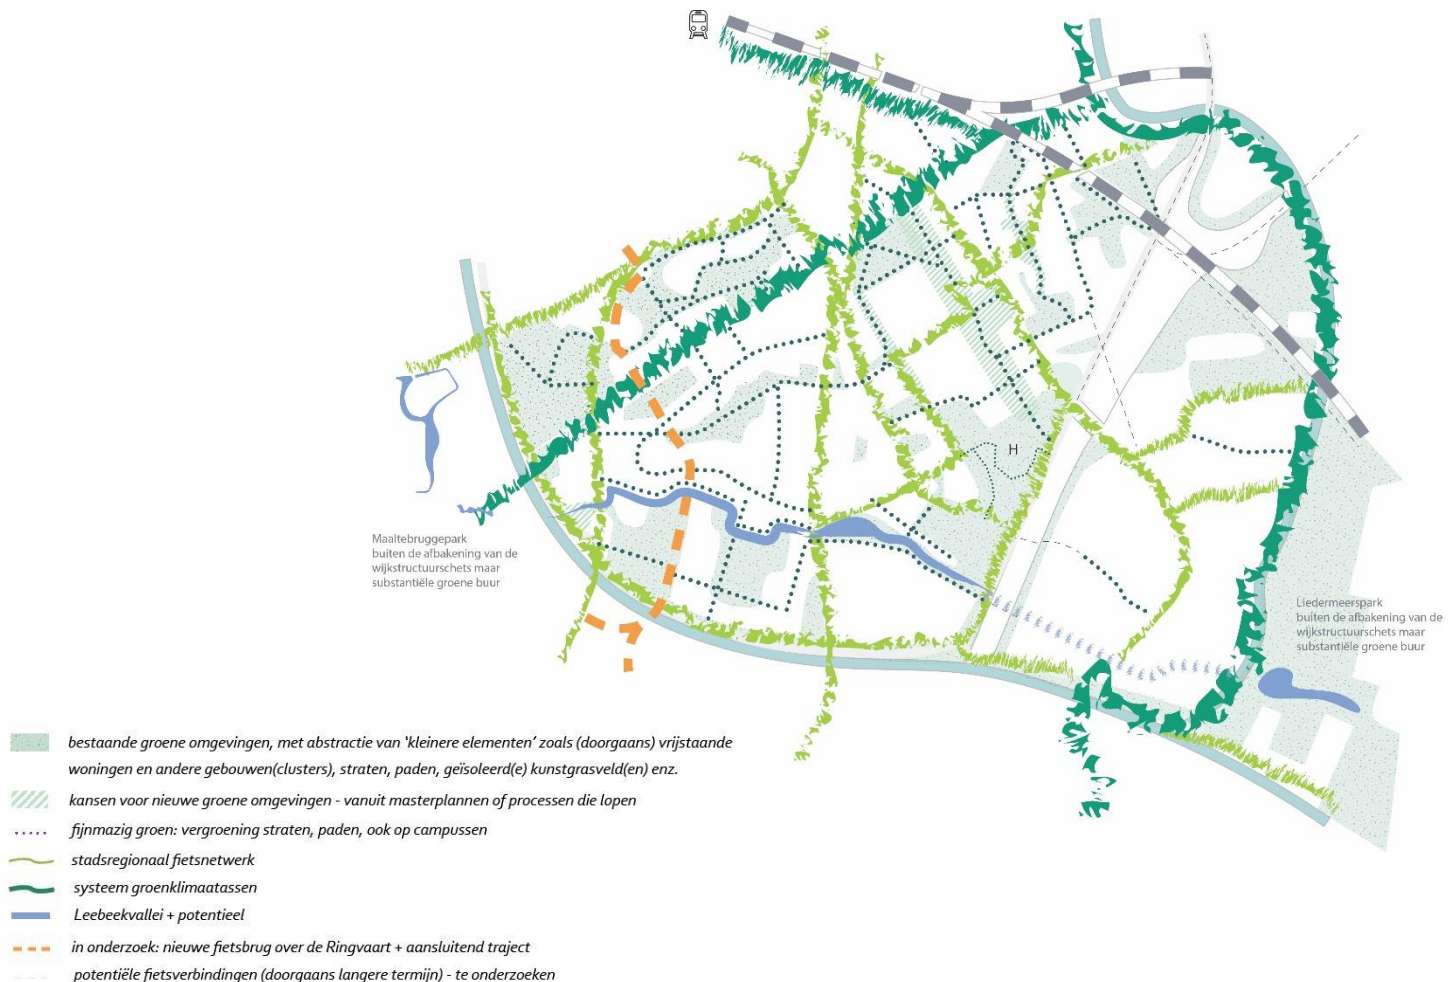 H
Maaltebruggepark
buiten de afbakening van de
wijkstructuurschets maar
substantiële groene buur
Liedermeerspark
buiten de afbakening van de
wijkstructuurschets maar
substantiële groene buur
bestaande groene omgevingen, met abstractie van ‘kleinere elementen’ zoals (doorgaans) vrijstaande
woningen en andere gebouwen(clusters), straten, paden, geïsoleerd(e) kunstgrasveld(en) enz.
kansen voor nieuwe groene omgevingen - vanuit masterplannen of processen die lopen
fijnmazig groen: vergroening straten, paden, ook op campussen
stadsregionaal fietsnetwerk
systeem groenklimaatassen
Leebeekvallei + potentieel
in onderzoek: nieuwe fietsbrug over de Ringvaart + aansluitend traject
potentiële fietsverbindingen (doorgaans langere termijn) - te onderzoeken